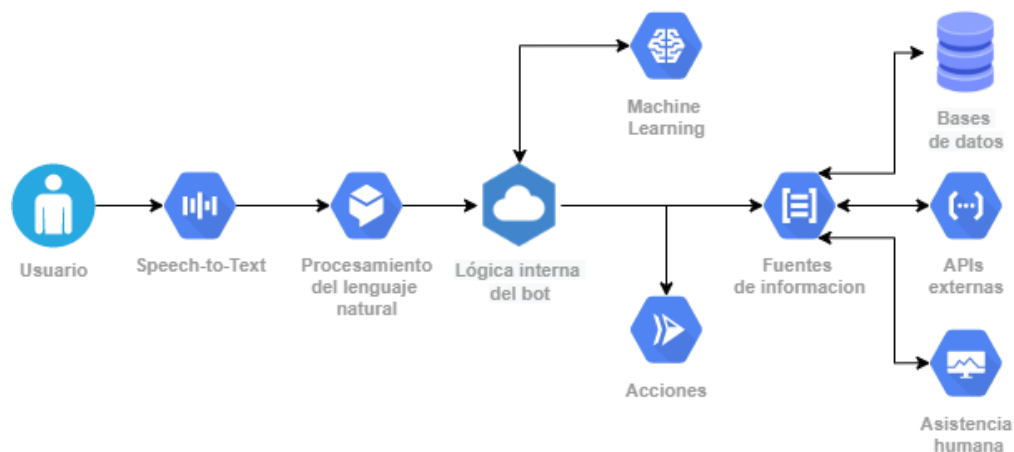 Machine
Learning
Bases
de datos
Usuario
Speech-to-Text
Procesamiento
del lenguaje
natural
Lógica interna
del bot
Fuentes
de informacion
APIs
externas
Acciones
Asistencia
humana